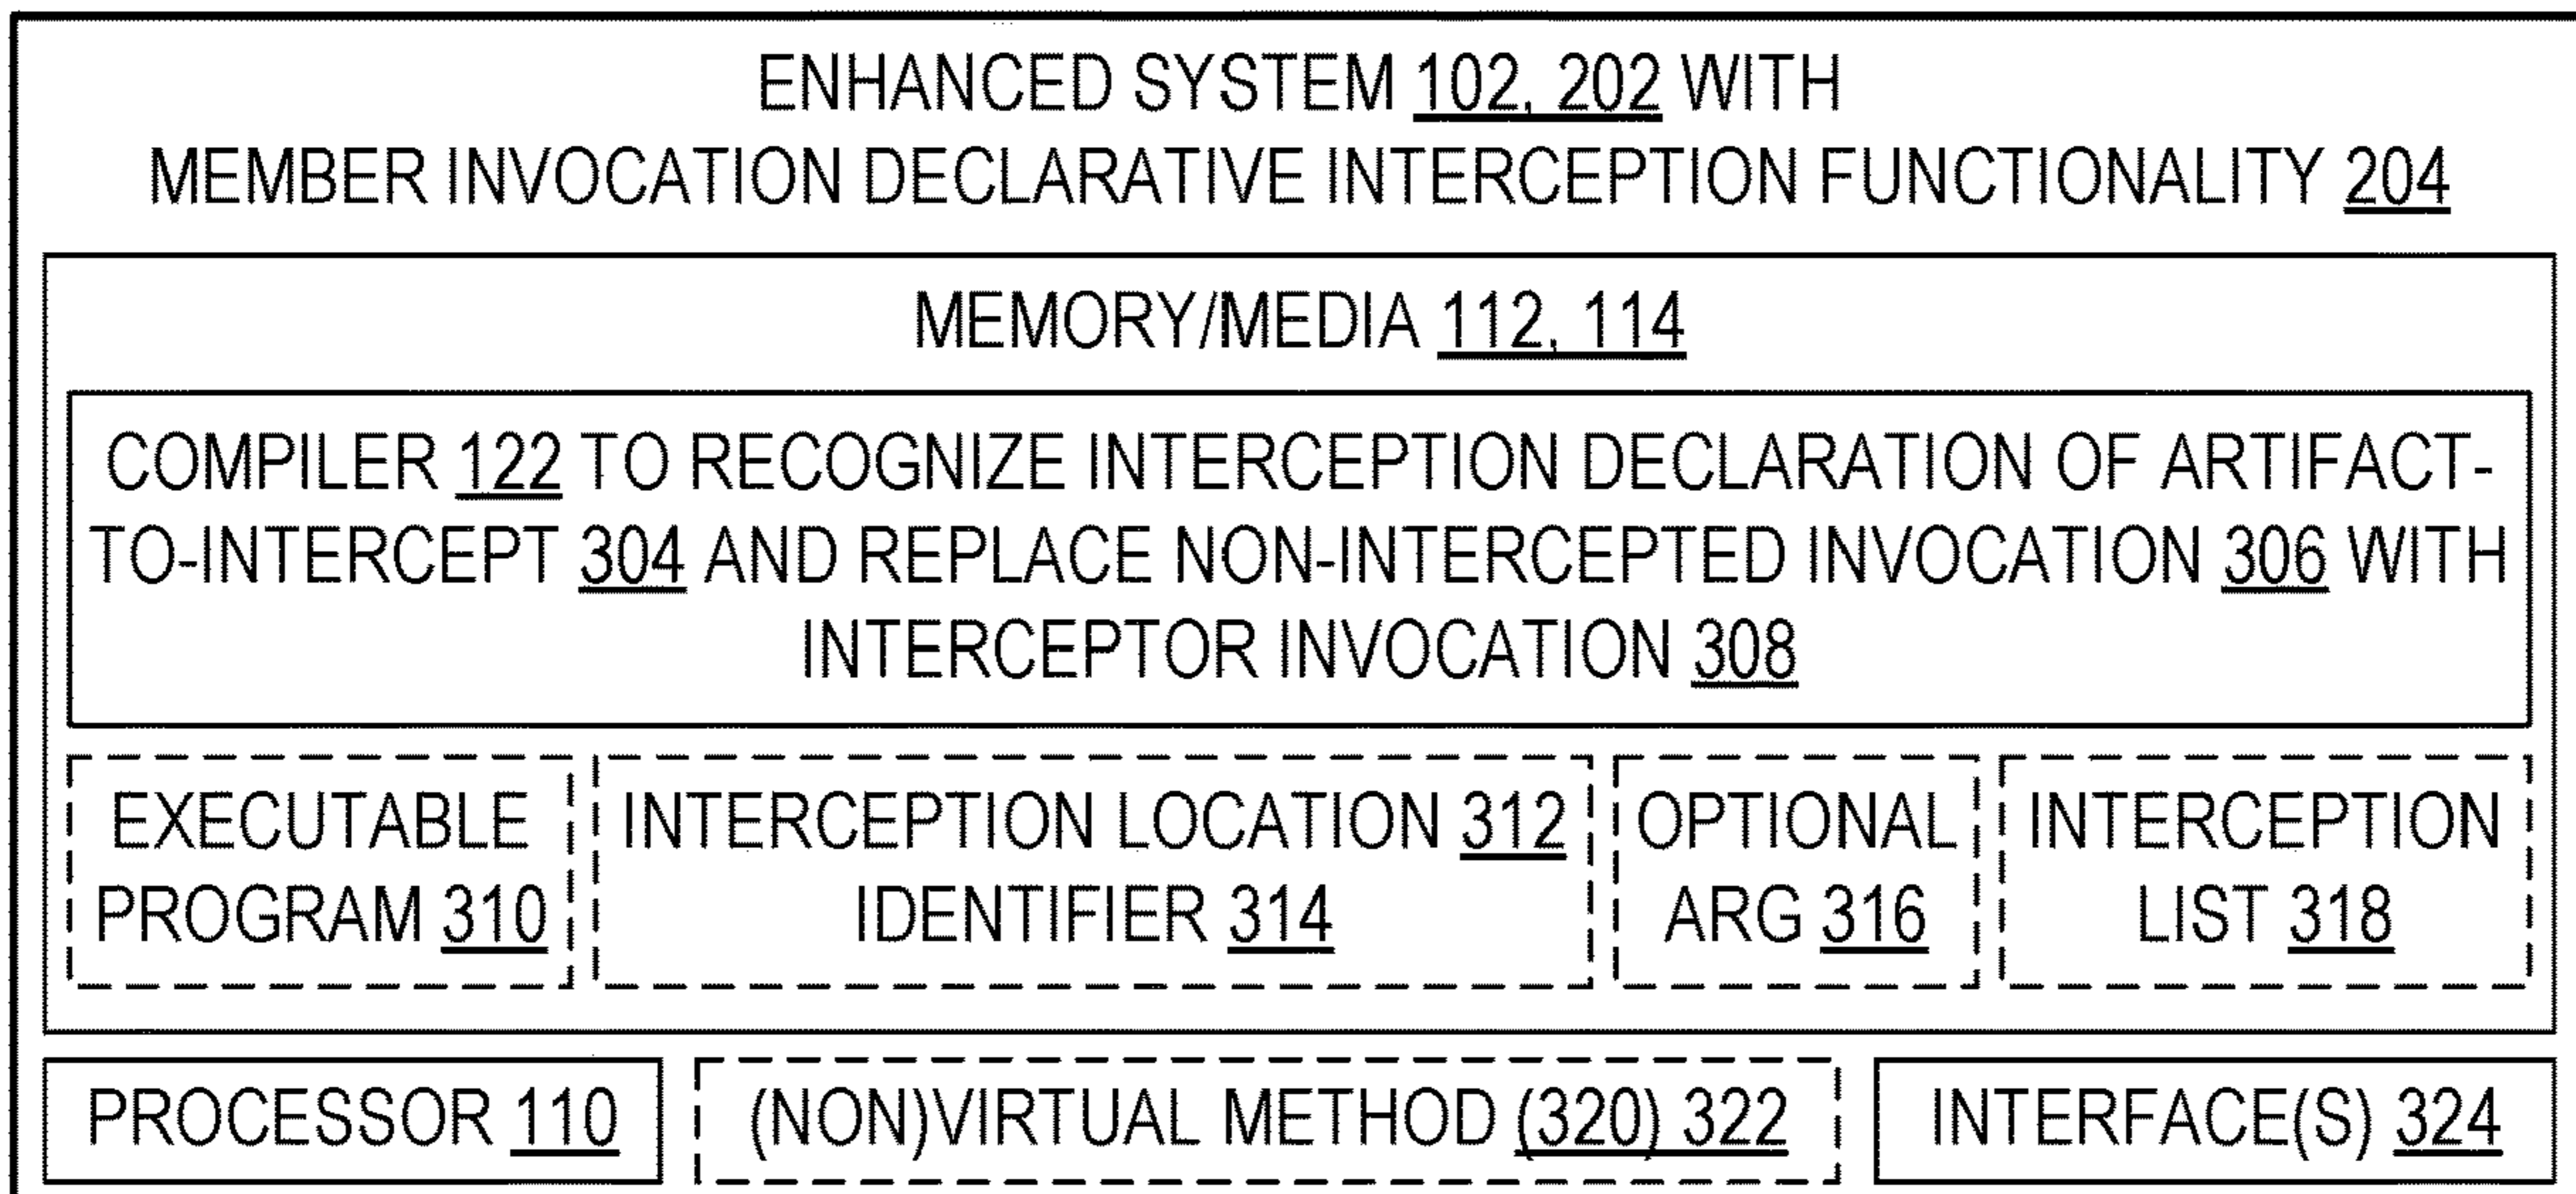 ENHANCED SYSTEM 102, 202 WITH
MEMBER INVOCATION DECLARATIVE INTERCEPTION FUNCTIONALITY 204
MEMORY/MEDIA 112, 114
COMPILER 122 TO RECOGNIZE INTERCEPTION DECLARATION OF ARTIFACT-
TO-INTERCEPT 304 AND REPLACE NON-INTERCEPTED INVOCATION 306 WITH
INTERCEPTOR INVOCATION 308
EXECUTABLE
PROGRAM 310
INTERCEPTION LOCATION 312
IDENTIFIER 314
OPTIONAL
ARG 316
INTERCEPTION
LIST 318
PROCESSOR 110
(NON)VIRTUAL METHOD (320) 322
INTERFACE(S) 324